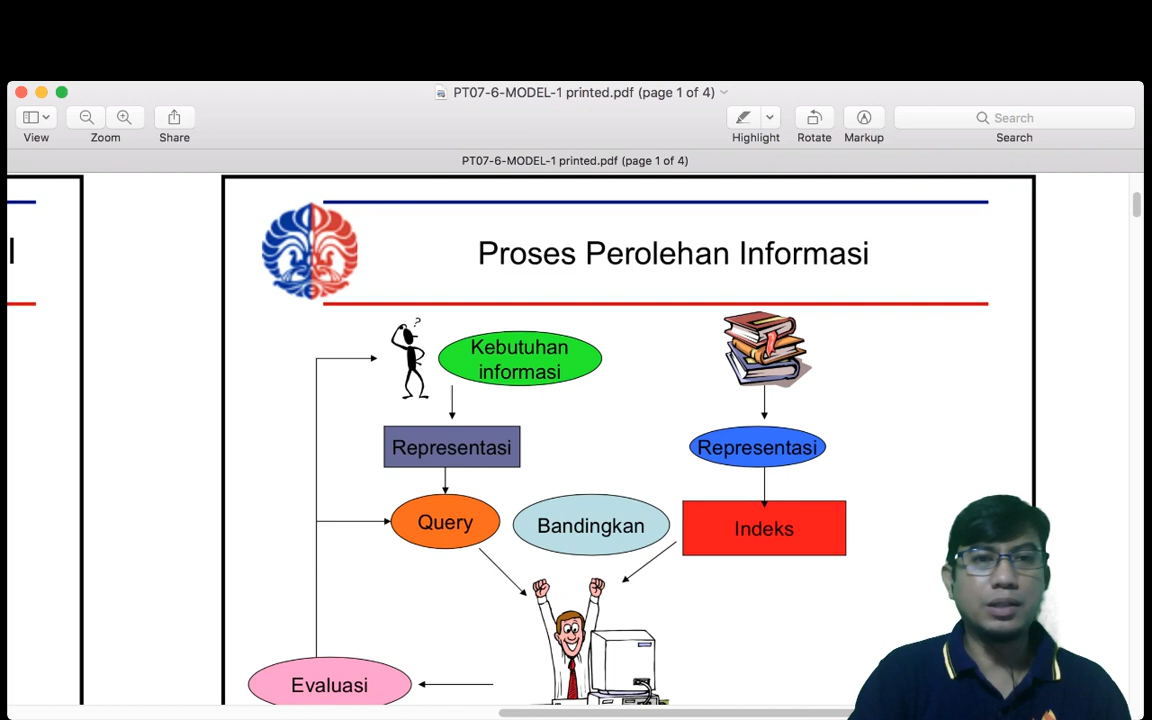 PT07-6-MODEL-1 printed.pdf (page 1 of 4)
View
Zoom
Share
Highlight
Rotate
Markup
Search
Search
PT07-6-MODEL-1 printed.pdf (page 1 of 4)
l
Proses Perolehan Informasi
?
Kebutuhan
informasi
Representasi
Representasi
Query
Bandingkan
Indeks
Evaluasi